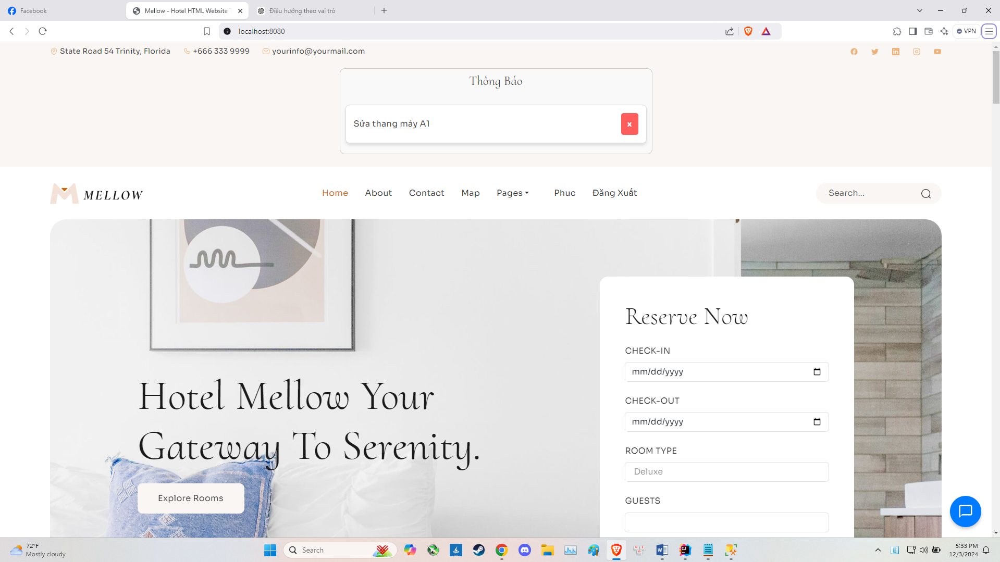 Facebook
Mellow - Hotel HTML Website T
Điều hướng theo vai trò
localhost:8080
VPN
State Road 54 Trinity, Florida
+666 333 9999
yourinfo@yourmail.com
Thông Báo
Sửa thang máy A1
x
MELLOW
Home
About
Contact
Map
Pages
Phuc
Đăng Xuất
Search...
Hotel Mellow Your
Gateway To Serenity.
Explore Rooms
Reserve Now
CHECK-IN
mm/dd/yyyy
CHECK-OUT
mm/dd/yyyy
ROOM TYPE
Deluxe
GUESTS
72°F
Mostly cloudy
Search
5:33 PM
12/3/2024